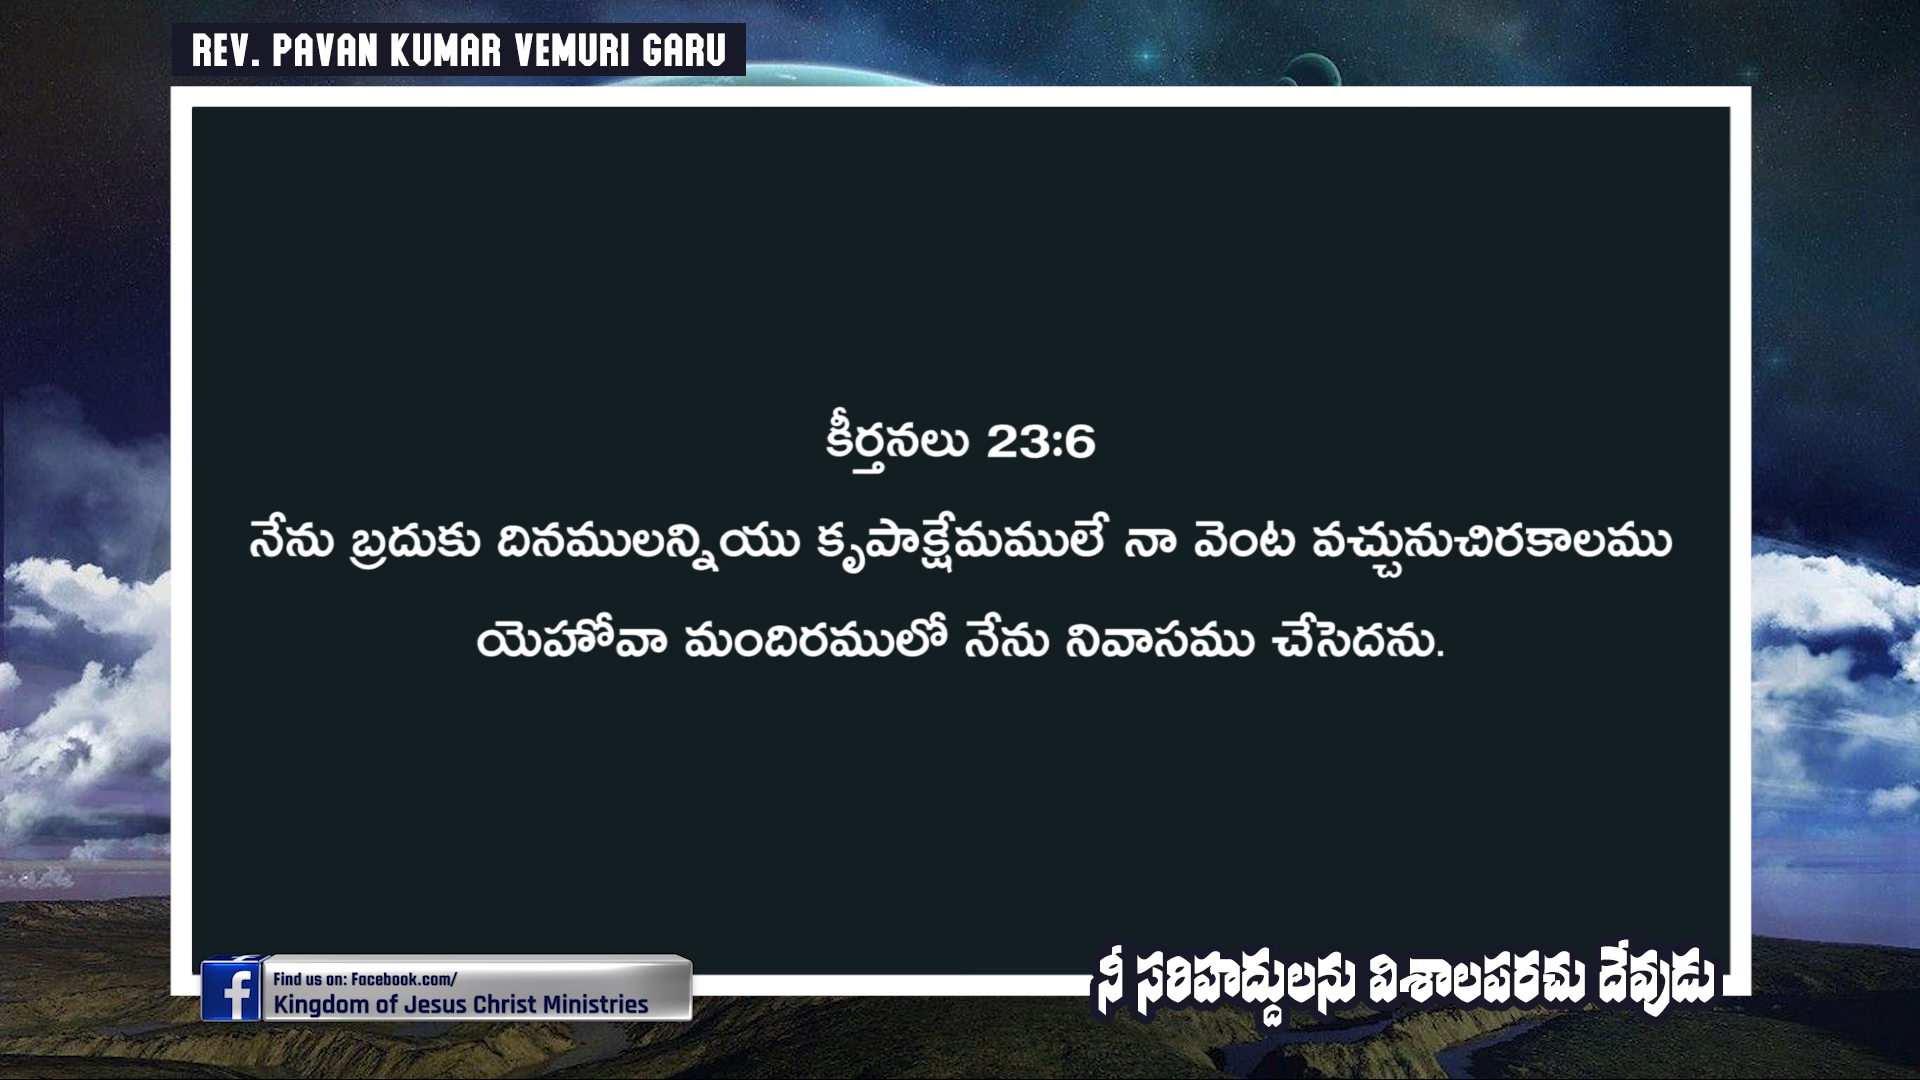 REV. PAVAN KUMAR VEMURI GARU
కీర్తనలు 23:6
నేను బ్రదుకు దినములన్నియు కృపాక్షేమములే నా వెంట వచ్చునుచిరకాలము
యెహోవా మందిరములో నేను నివాసము చేసెదను.
Find us on: Facebook.com/
Kingdom of Jesus Christ Ministries
నీ సరిహద్దులను విశాలపరచు దేవుడు